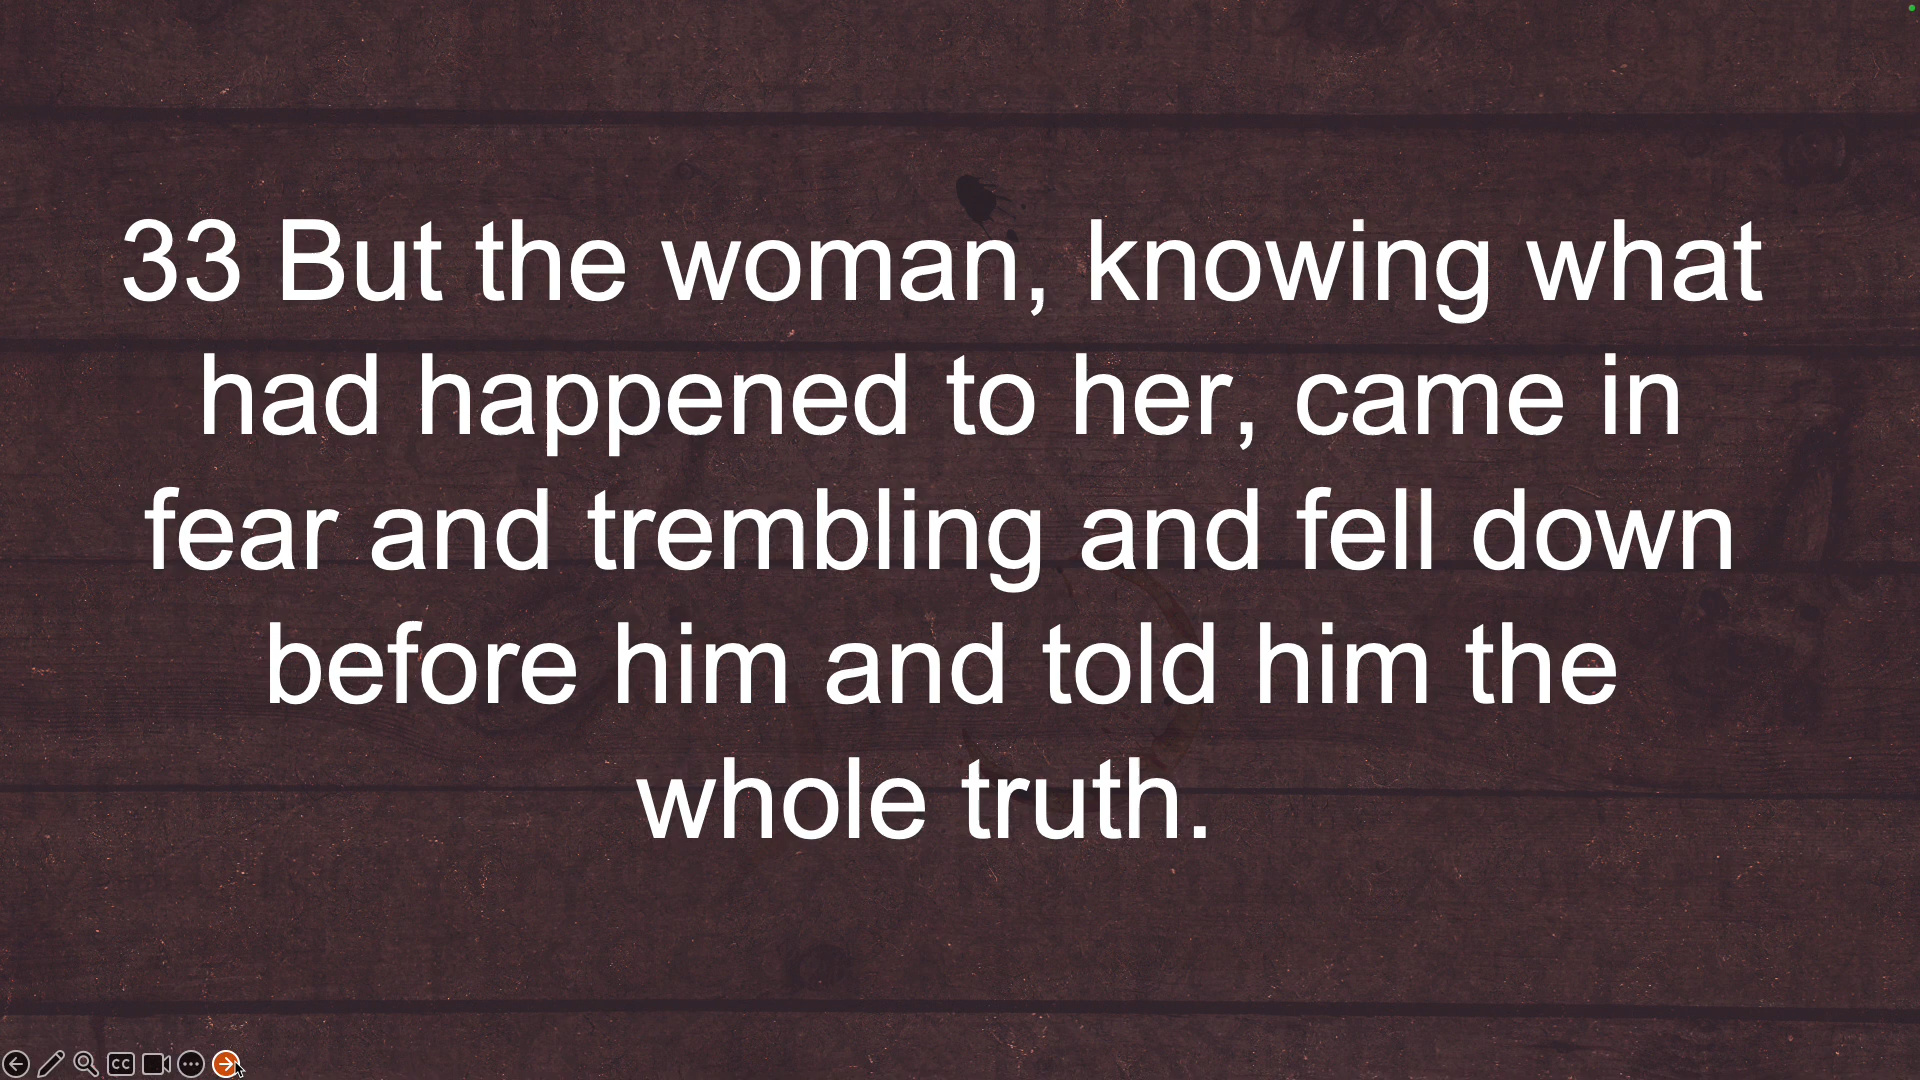 33 But the woman, knowing what
had happened to her, came in
fear and trembling and fell down
before him and told him the
whole truth.
CC